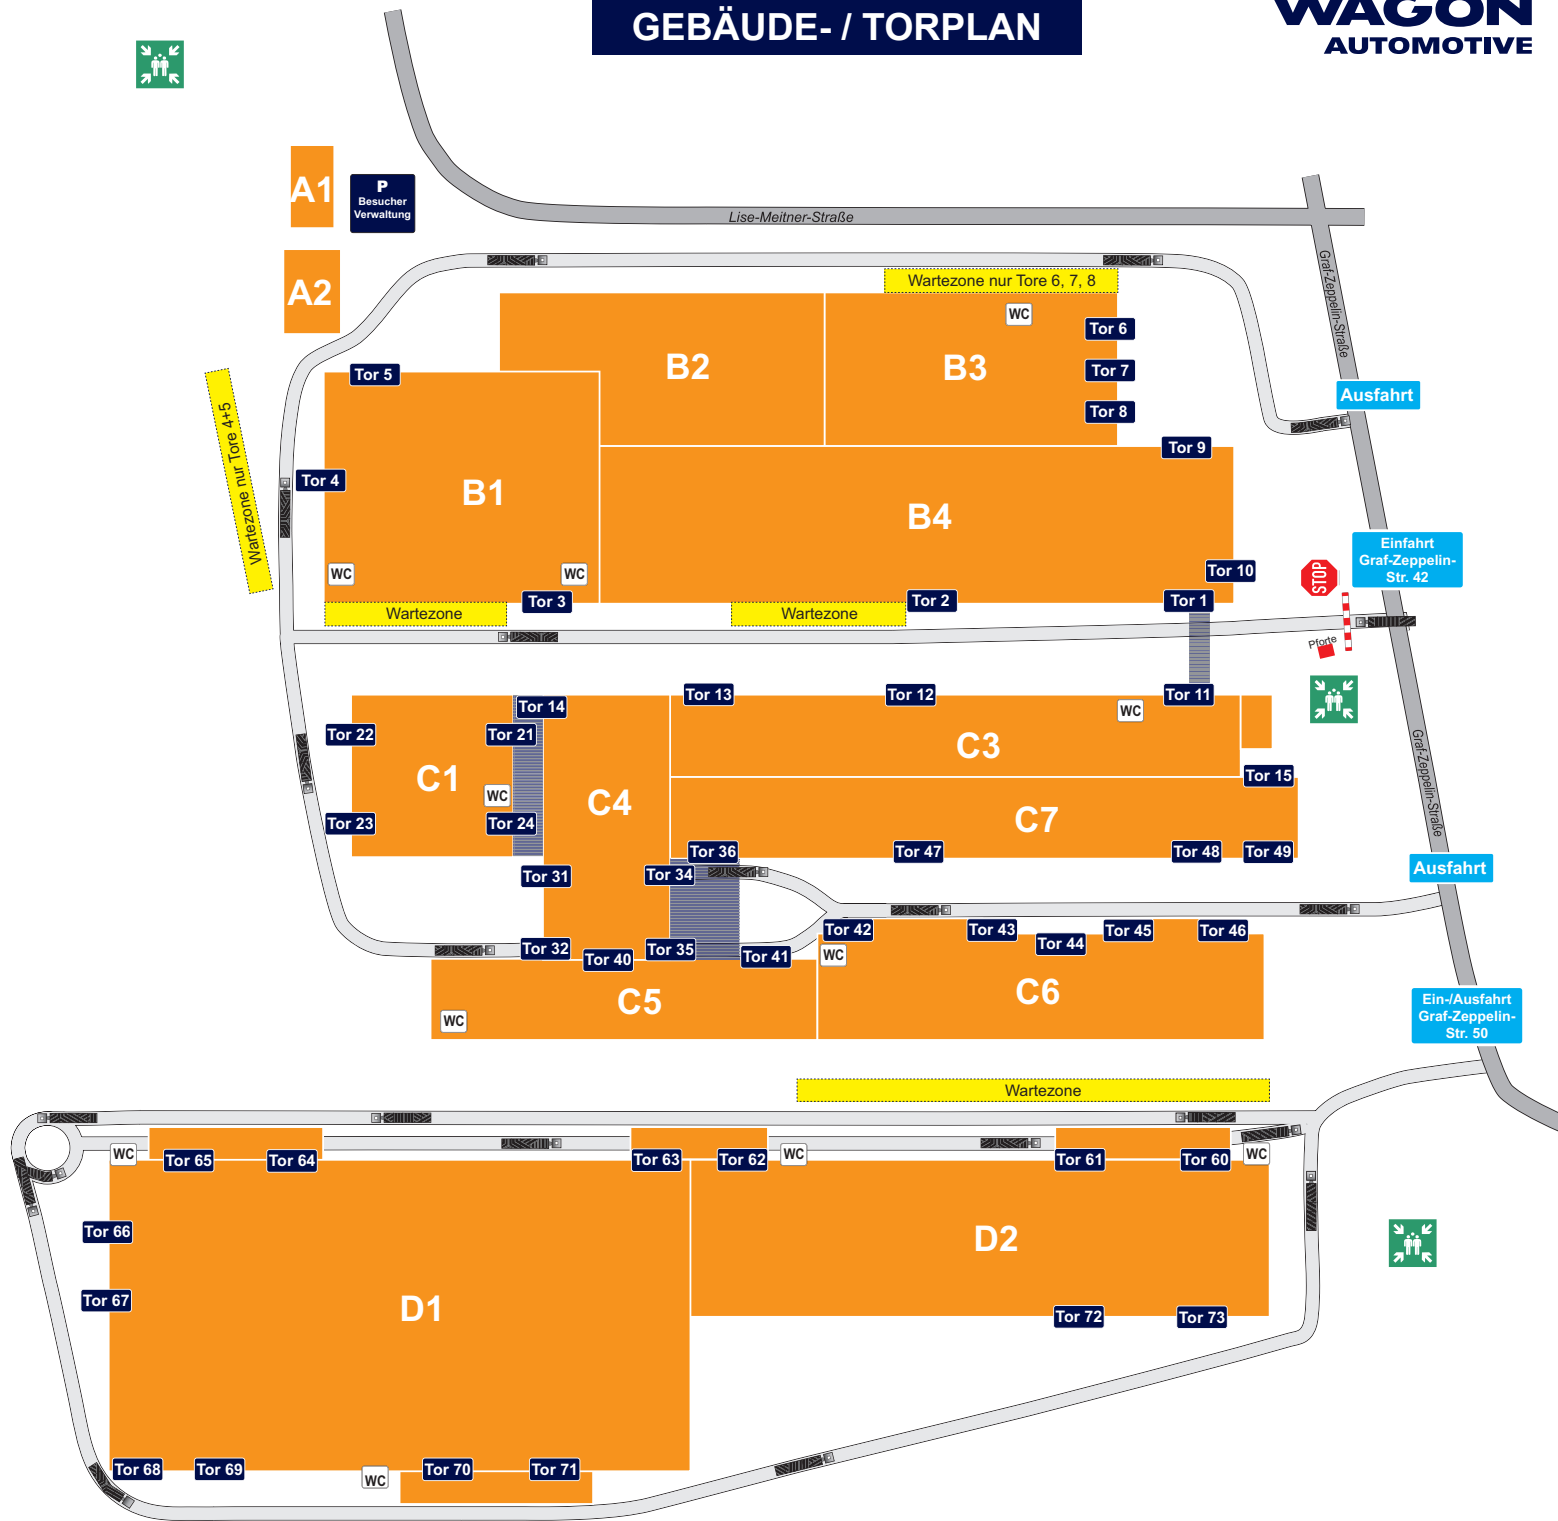 GEBÄUDE- / TORPLAN
WAGON
AUTOMOTIVE
A1
P
Besucher
Verwaltung
Lise-Meitner-Straße
A2
Graf-Zeppelin-Straße
Wartezone nur Tore 6, 7, 8
WC
Tor 6
B2
B3
Tor 7
Tor 5
Ausfahrt
Tor 8
Wartezone nur Tore 4+5
Tor 9
Tor 4
B1
B4
Einfahrt
Graf-Zeppelin-
Str. 42
STOP
WC
WC
Tor 10
Tor 3
Tor 2
Tor 1
Wartezone
Wartezone
Pforte
Tor 13
Tor 12
Tor 11
Tor 14
WC
Tor 22
Tor 21
C3
Graf-Zeppelin-Straße
C1
Tor 15
WC
C4
C7
Tor 23
Tor 24
Tor 36
Tor 47
Tor 48
Tor 49
Ausfahrt
Tor 31
Tor 34
Tor 42
Tor 43
Tor 45
Tor 46
Tor 44
Tor 32
Tor 40
Tor 35
Tor 41
WC
C5
C6
WC
Ein-/Ausfahrt
Graf-Zeppelin-
Str. 50
Wartezone
WC
Tor 65
Tor 64
Tor 63
Tor 62
WC
Tor 61
Tor 60
WC
Tor 66
D2
Tor 67
D1
Tor 72
Tor 73
Tor 68
Tor 69
WC
Tor 70
Tor 71